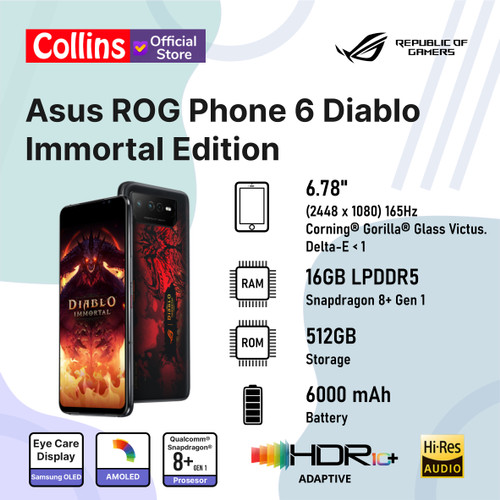 Collins
Official
Store
REPUBLIC OF
GAMERS
Asus ROG Phone 6 Diablo
Immortal Edition
6.78"
(2448 x 1080) 165Hz
Corning® Gorilla® Glass Victus.
Delta-E < 1
RAM
16GB LPDDR5
Snapdragon 8+ Gen 1
ROM
512GB
Storage
6000 mAh
Battery
DIABLO
IMMORTAL
DIABLO
IMMORTAL
Eye Care
Display
Samsung OLED
AMOLED
Qualcomm®
Snapdragon®
8+ GEN 1
Prosesor
HDR10+
ADAPTIVE
Hi-Res
AUDIO